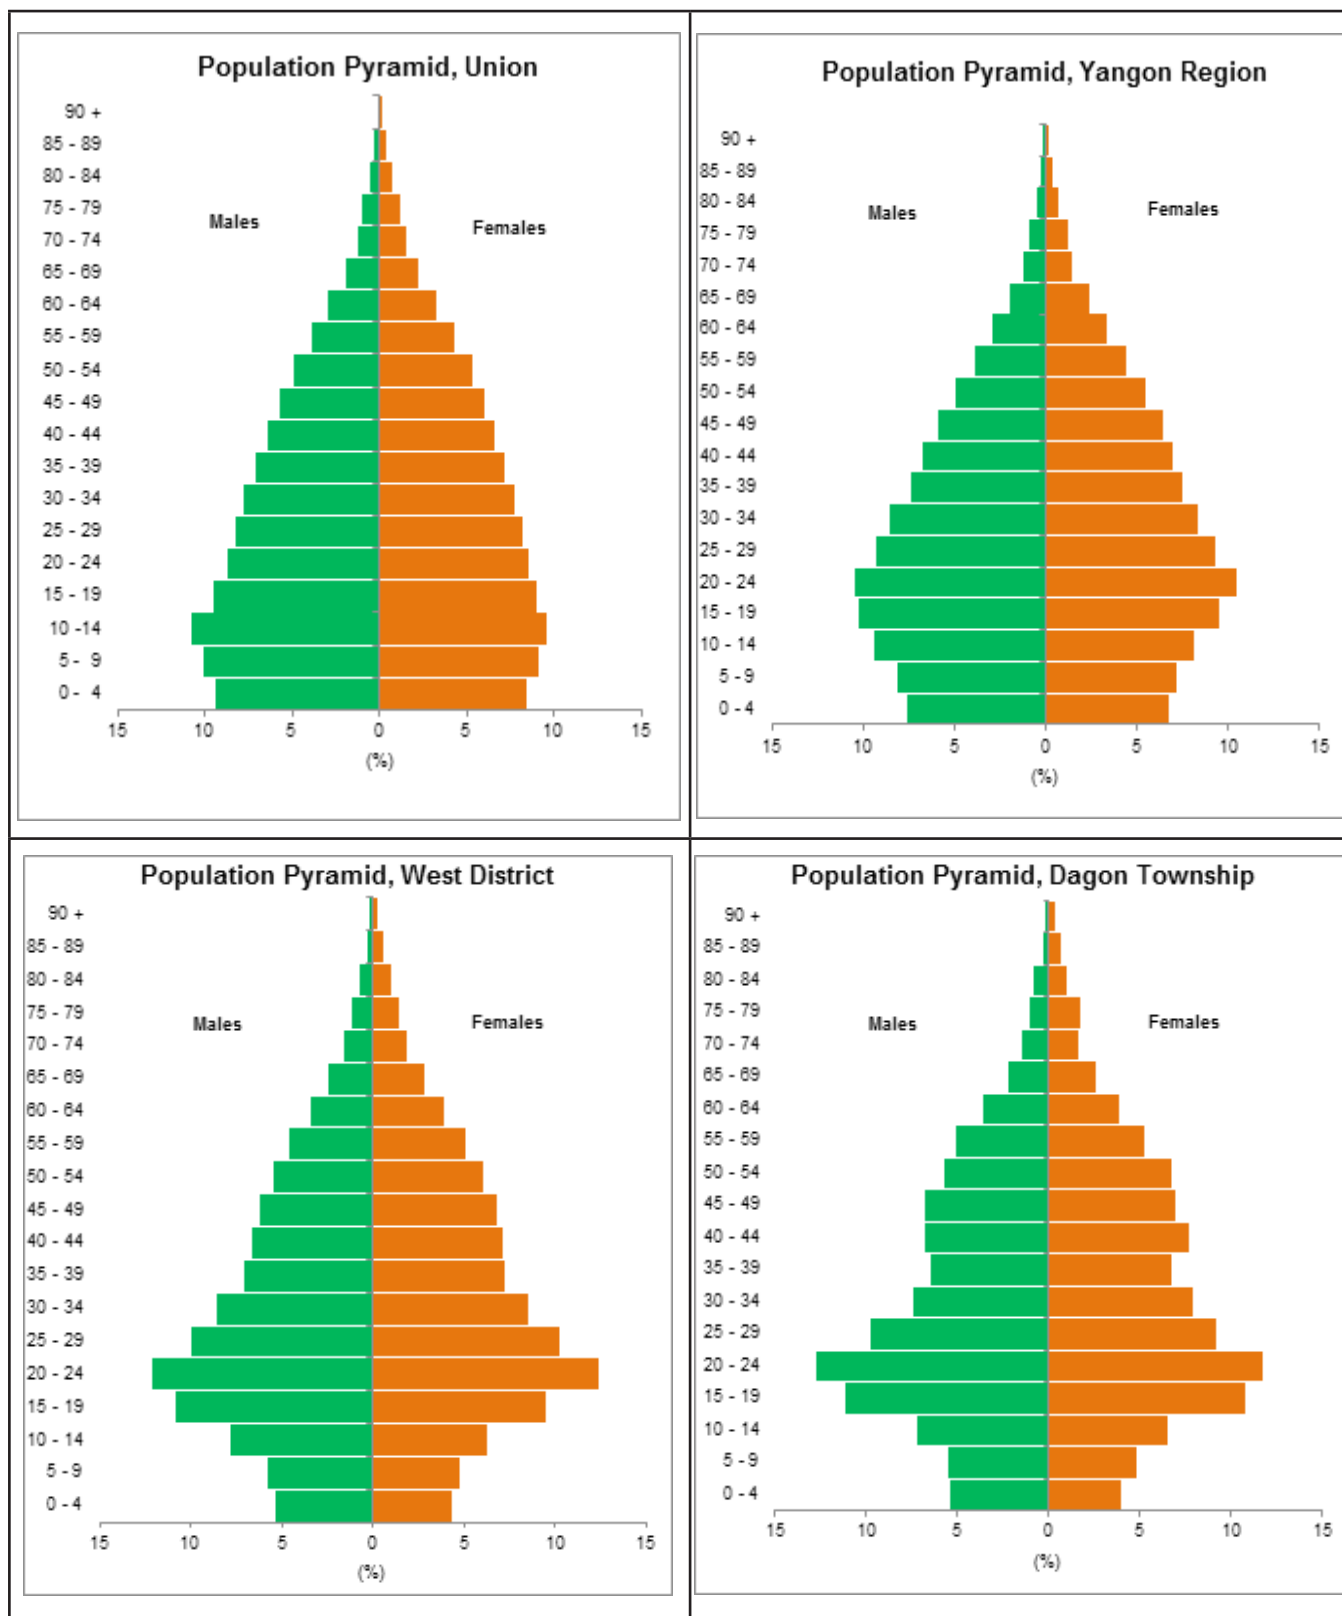 Population Pyramid, Union
90 +
85 - 89
80 - 84
75 - 79
70 - 74
65 - 69
60 - 64
55 - 59
50 - 54
45 - 49
40 - 44
35 - 39
30 - 34
25 - 29
20 - 24
15 - 19
10 -14
5 - 9
0 - 4
Males
Females
15 10 5 0 5 10 15
(%)
Population Pyramid, Yangon Region
90 +
85 - 89
80 - 84
75 - 79
70 - 74
65 - 69
60 - 64
55 - 59
50 - 54
45 - 49
40 - 44
35 - 39
30 - 34
25 - 29
20 - 24
15 - 19
10 - 14
5 - 9
0 - 4
Males
Females
15 10 5 0 5 10 15
(%)
Population Pyramid, West District
90 +
85 - 89
80 - 84
75 - 79
70 - 74
65 - 69
60 - 64
55 - 59
50 - 54
45 - 49
40 - 44
35 - 39
30 - 34
25 - 29
20 - 24
15 - 19
10 - 14
5 - 9
0 - 4
Males
Females
15 10 5 0 5 10 15
(%)
Population Pyramid, Dagon Township
90 +
85 - 89
80 - 84
75 - 79
70 - 74
65 - 69
60 - 64
55 - 59
50 - 54
45 - 49
40 - 44
35 - 39
30 - 34
25 - 29
20 - 24
15 - 19
10 - 14
5 - 9
0 - 4
Males
Females
15 10 5 0 5 10 15
(%)